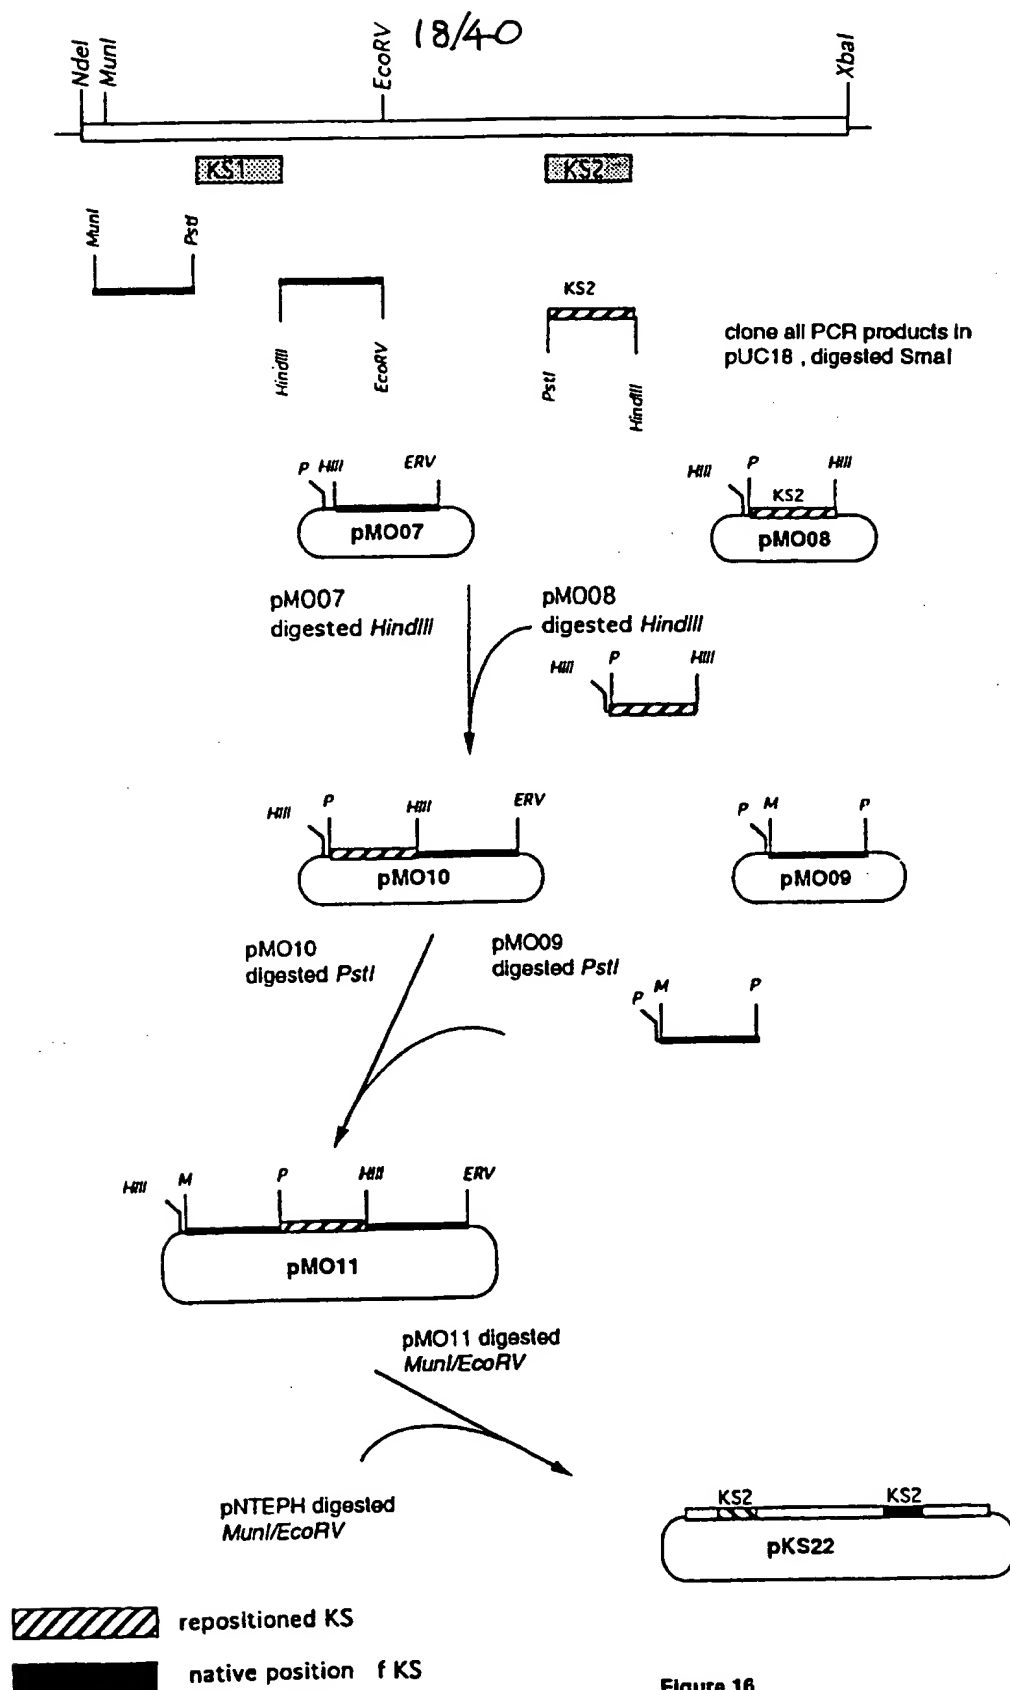 18/40
NdeI MunI EcoRV XbaI
KS1 KS2
MunI PstI
KS2
HindIII EcoRV PstI HindIII
clone all PCR products in
pUC18 , digested SmaI
P HIII ERV
HIII P HIII
KS2
pMO07 pMO08
pMO07
digested HindIII
pMO08
digested HindIII
HIII P HIII
HIII P HIII ERV
P M P
pMO10 pMO09
pMO10
digested PstI
pMO09
digested PstI
P M P
HIII M P HIII ERV
pMO11
pMO11 digested
MunI/EcoRV
pNTEPH digested
MunI/EcoRV
KS2 KS2
pKS22
repositioned KS
native position f KS
Figure 16